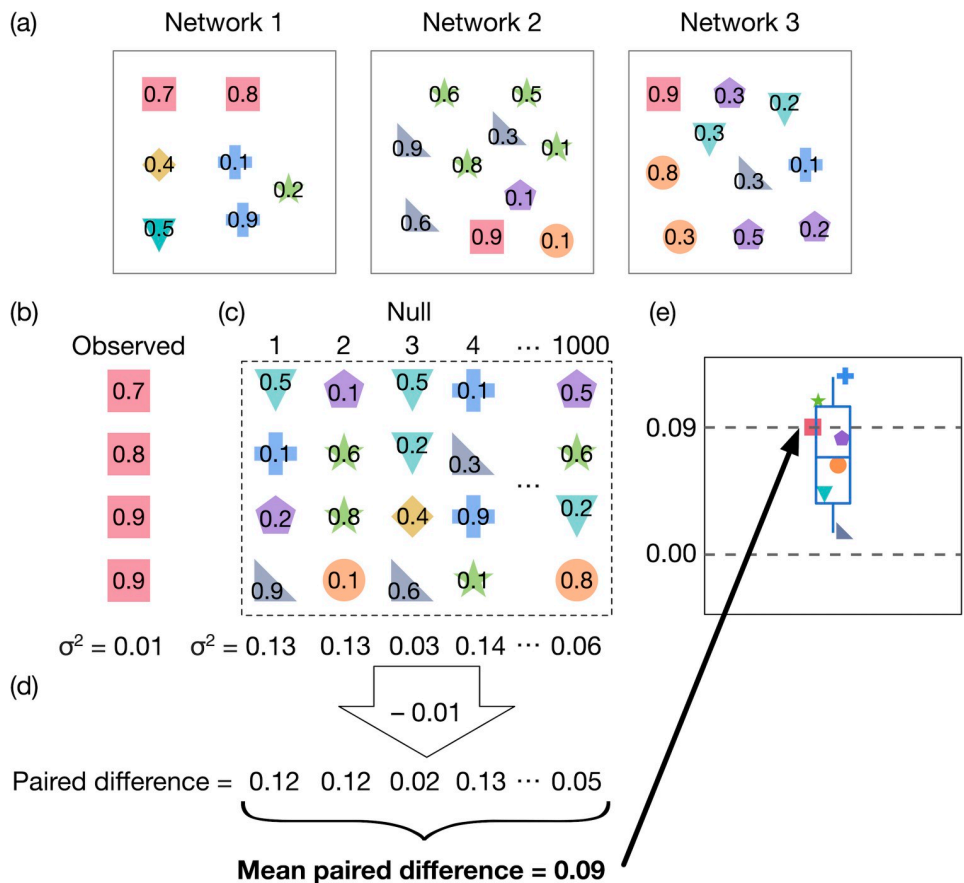 (a)
Network 1 Network 2 Network 3
0.7 0.8
0.4 0.1
0.2
0.5 0.9
0.6 0.5
0.9 0.3 0.1
0.8
0.1
0.6
0.9 0.1
0.9 0.3 0.2
0.3
0.8 0.3 0.1
0.3 0.5 0.2
(b)
Observed
0.7
0.8
0.9
0.9
σ² = 0.01
(c)
Null
1 2 3 4 ... 1000
0.5 0.1 0.5 0.1 0.5
0.1 0.6 0.2 0.3 0.6
...
0.2 0.8 0.4 0.9 0.2
0.9 0.1 0.6 0.1 0.8
σ² = 0.13 0.13 0.03 0.14 ... 0.06
(d)
– 0.01
Paired difference = 0.12 0.12 0.02 0.13 ... 0.05
Mean paired difference = 0.09
(e)
0.09
0.00